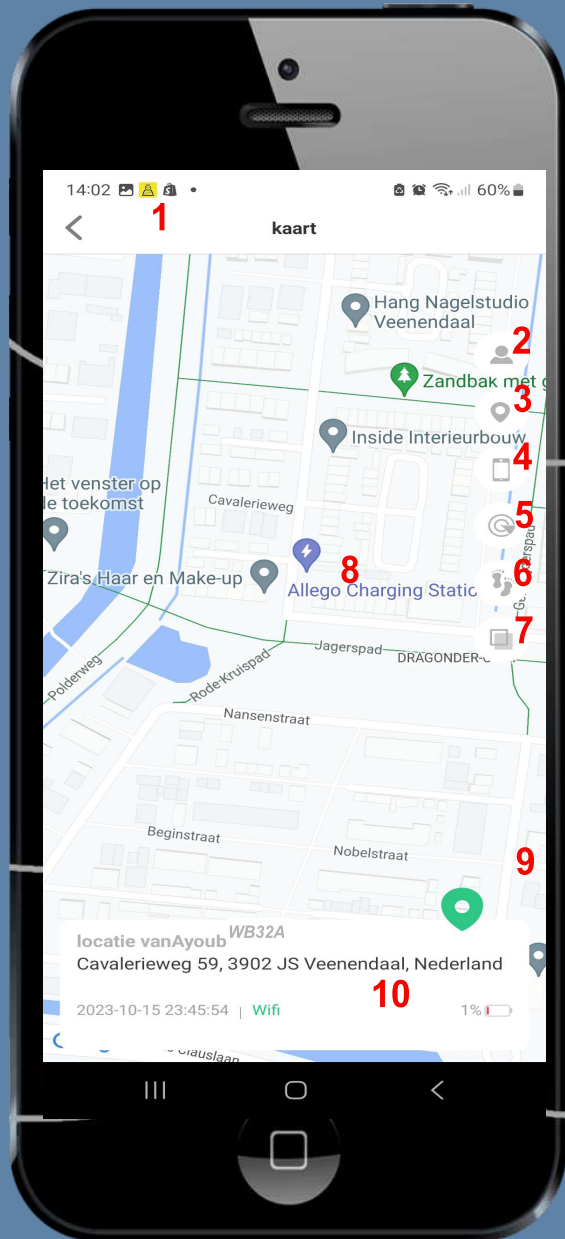 14:02
60%
1
kaart
Hang Nagelstudio
Veenendaal
2
Zandbak met g
3
Inside Interieurbouw
4
Het venster op
de toekomst
Cavalerieweg
5
8
Zira's Haar en Make-up
Allego Charging Statio
6
7
Jagerspad
DRAGONDER-
Polderweg
Rode Kruispad
Nansenstraat
Beginstraat
Nobelstraat
9
locatie vanAyoub WB32A
Cavalerieweg 59, 3902 JS Veenendaal, Nederland
10
2023-10-15 23:45:54 | Wifi
1%
Clauslaan